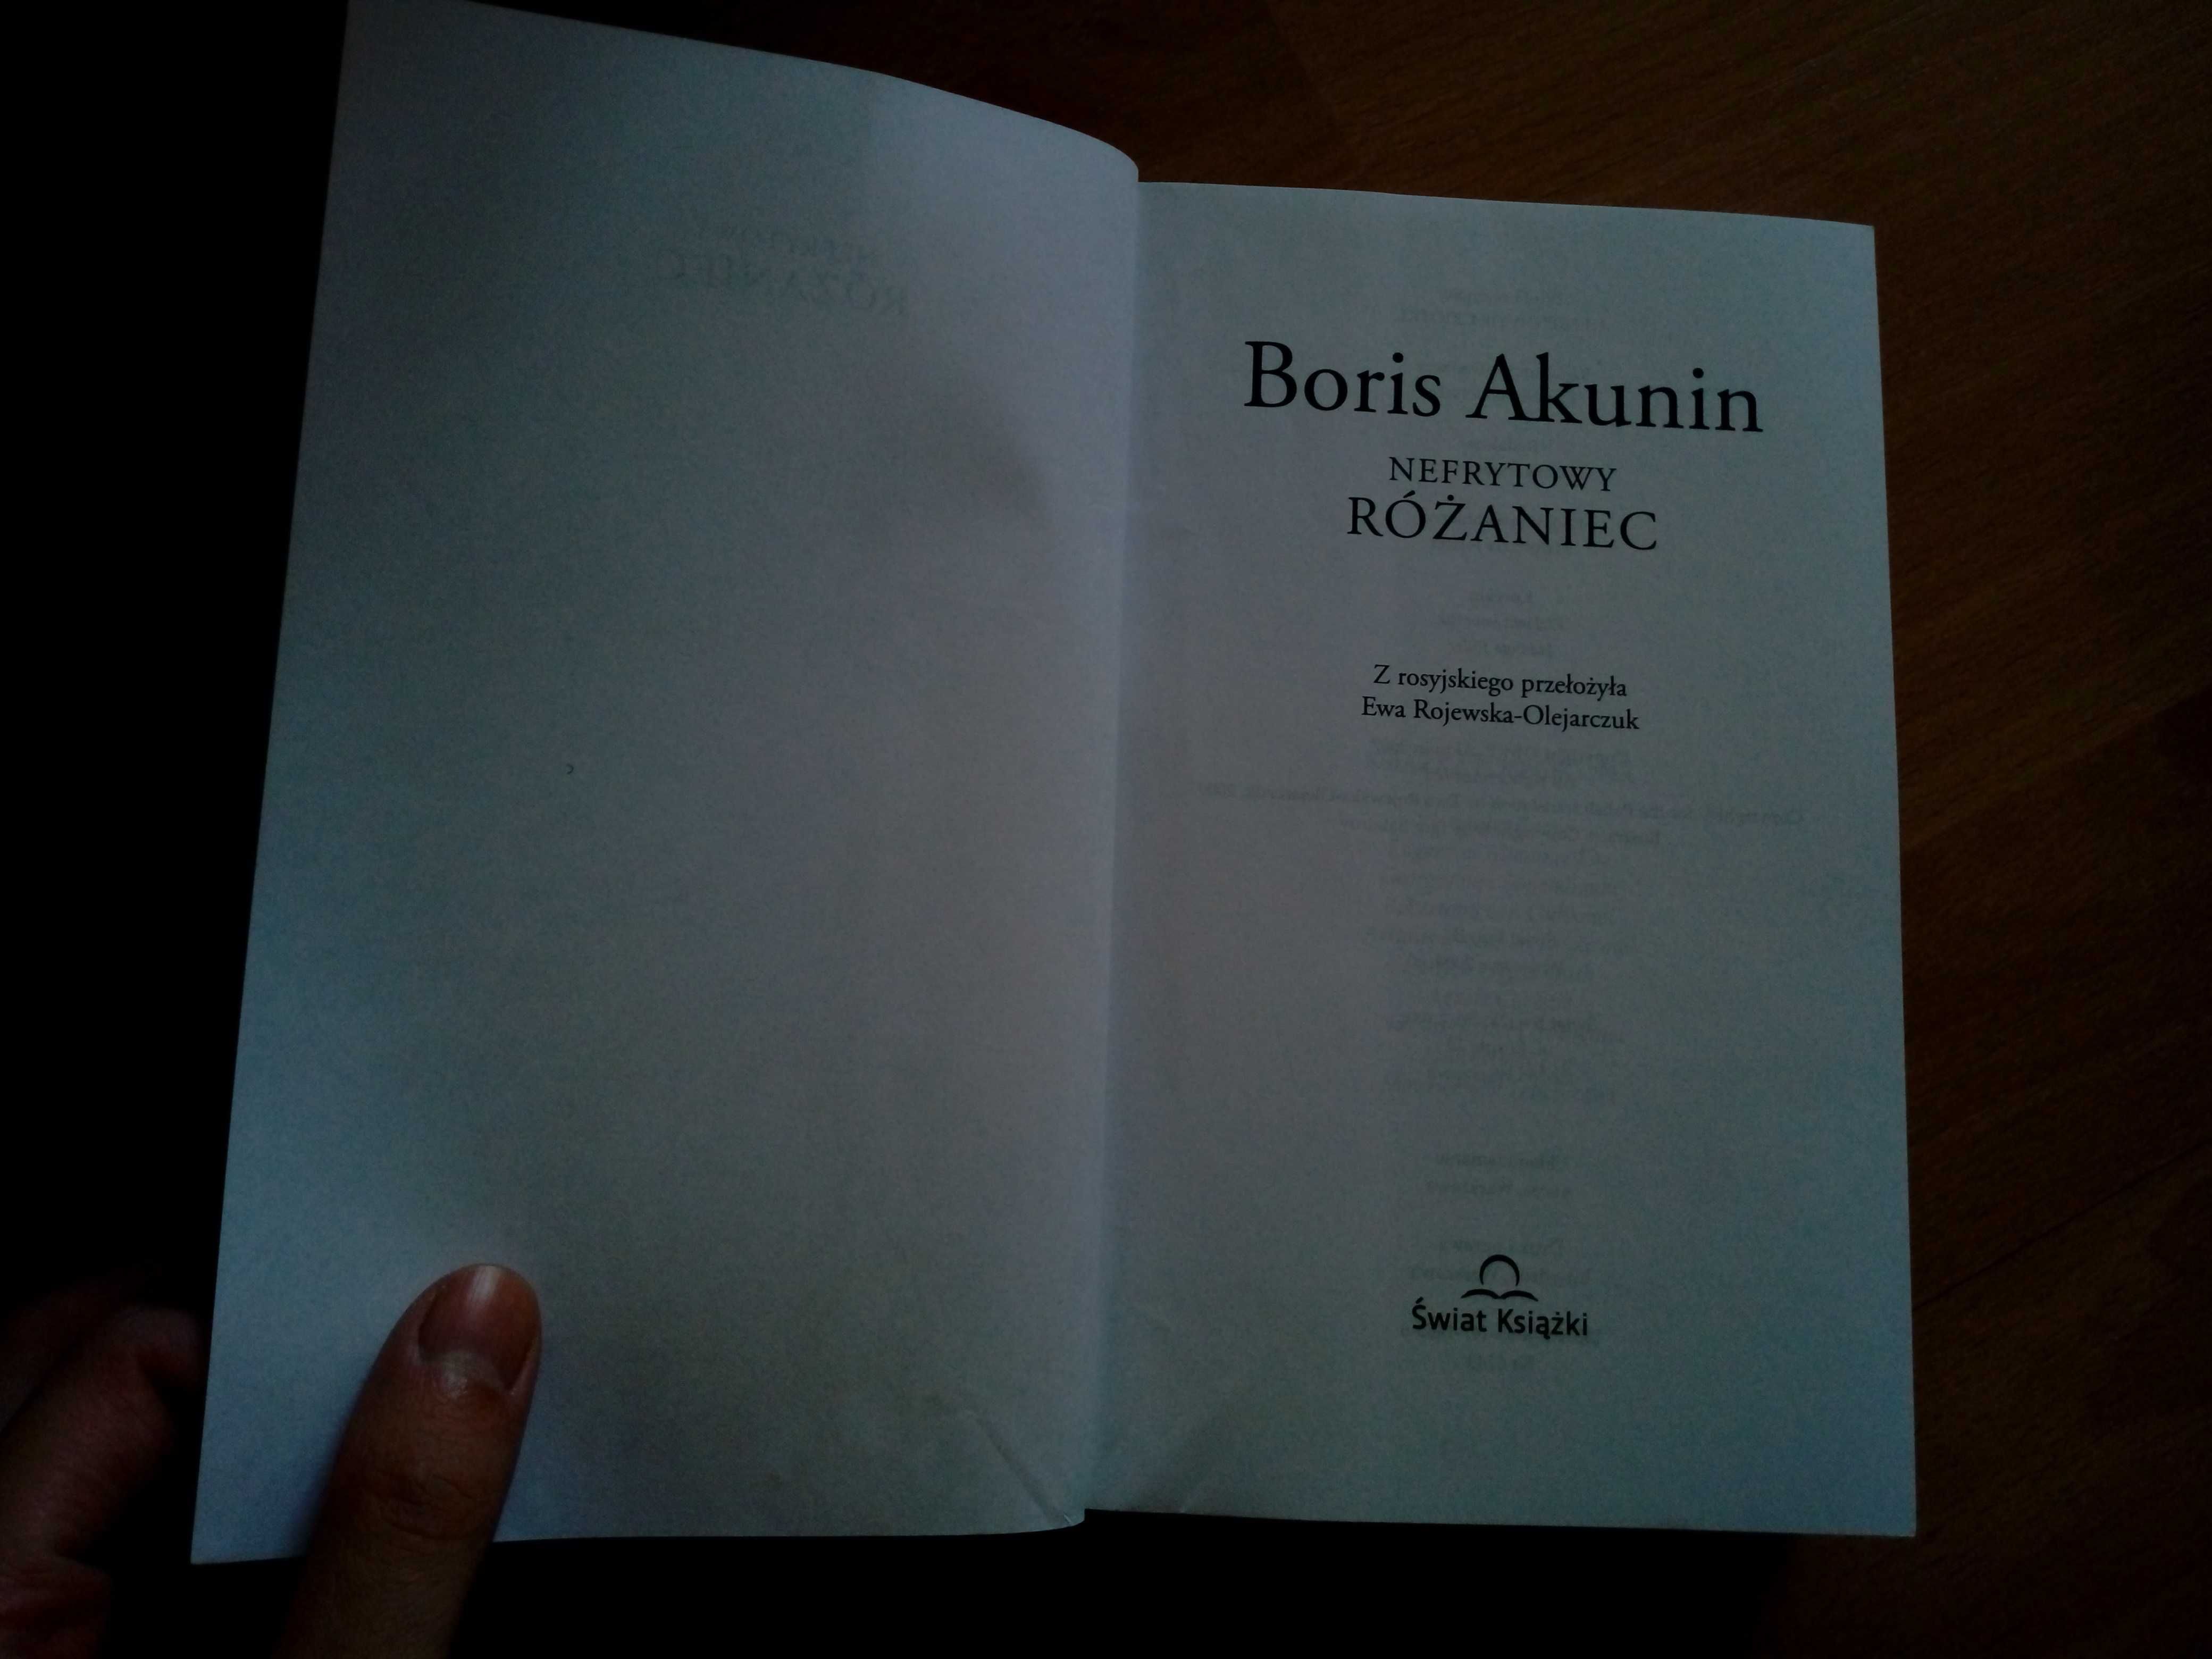 Boris Akunin
NEFRYTOWY
RÓŻANIEC
Z rosyjskiego przełożyła
Ewa Rojewska-Olejarczuk
Świat Książki